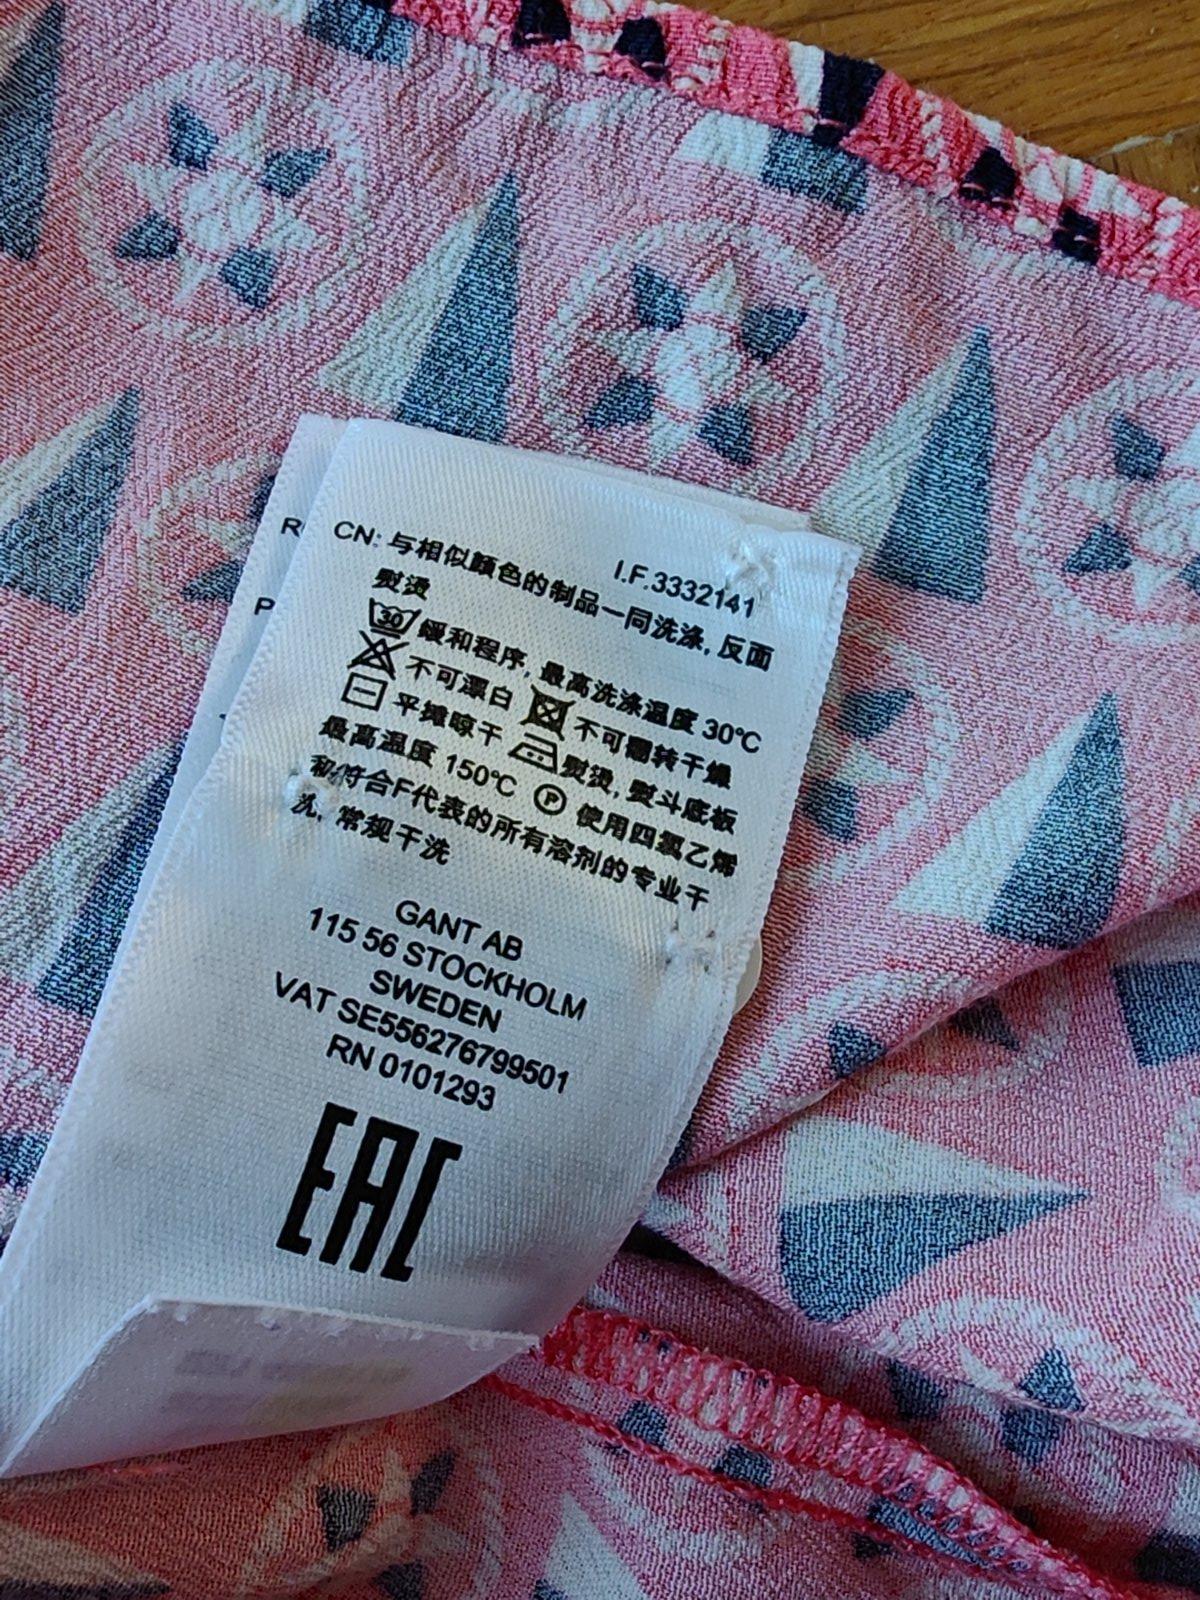 I.F.3332141
CN: 与相似颜色的制品一同洗涤, 反面
熨烫
30 缓和程序, 最高洗涤温度 30℃
不可漂白 不可翻转干燥
平摊晾干 熨烫, 熨斗底板
最高温度 150℃ P 使用四氯乙烯
和符合F代表的所有溶剂的专业干
洗, 常规干洗
GANT AB
115 56 STOCKHOLM
SWEDEN
VAT SE556276799501
RN 0101293
EAC
R
P